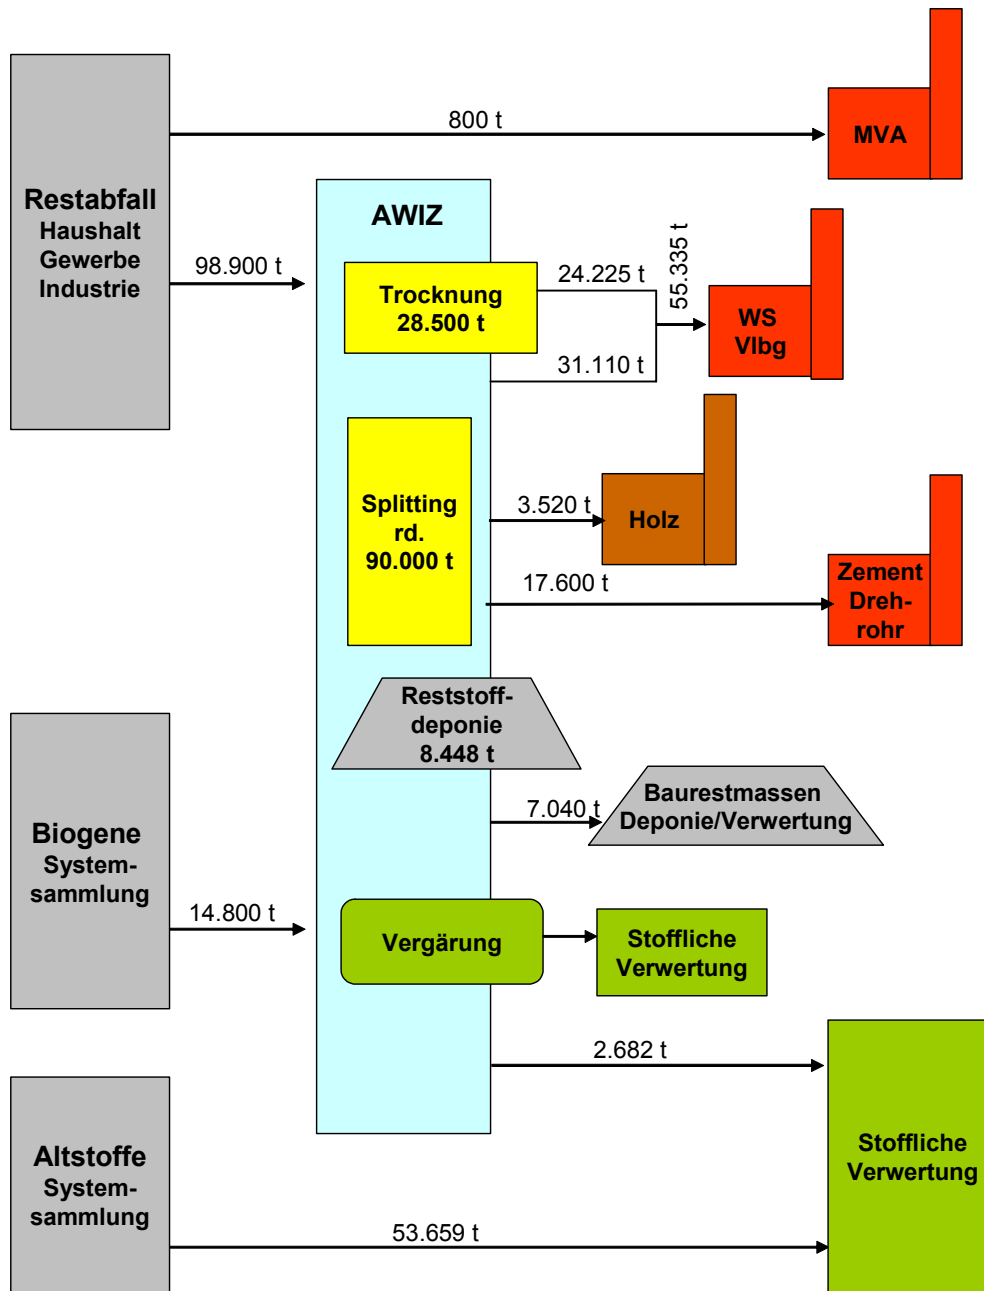 800 t
MVA
Restabfall
Haushalt
Gewerbe
Industrie
98.900 t
AWIZ
Trocknung
28.500 t
24.225 t
31.110 t
55.335 t
WS
Vlbg
Splitting
rd.
90.000 t
3.520 t
Holz
17.600 t
Zement
Dreh-
rohr
Reststoff-
deponie
8.448 t
7.040 t
Baurestmassen
Deponie/Verwertung
Biogene
System-
sammlung
14.800 t
Vergärung
Stoffliche
Verwertung
2.682 t
Altstoffe
System-
sammlung
53.659 t
Stoffliche
Verwertung